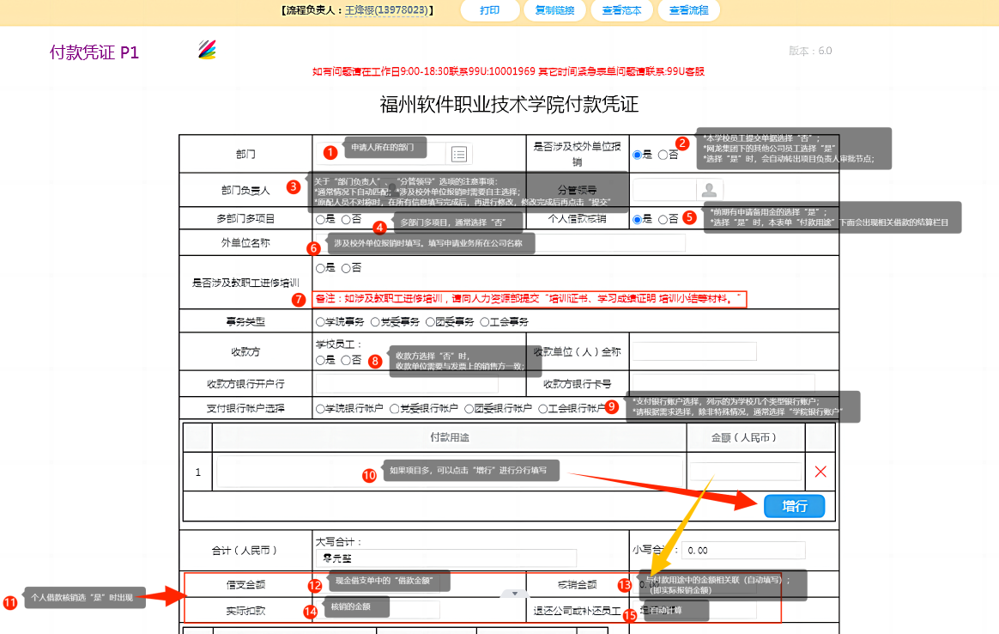 【流程负责人：王烽樱(13978023)】 打印 复制链接 查看范本 查看流程
付款凭证 P1
版本：6.0
如有问题请在工作日9:00-18:30联系99U:10001969 其它时间紧急表单问题请联系:99U客服
福州软件职业技术学院付款凭证
部门 1 申请人所在的部门 是否涉及校外单位报销 是 否 2
*本学校员工提交单据选择“否”；
*网龙集团下的其他公司员工选择“是”
*选择“是”时，会自动转出项目负责人审批节点；
部门负责人 3 分管领导
关于“部门负责人”、“分管领导”选项的注意事项：
*通常情况下自动匹配；*涉及校外单位报销时需要自主选择；
*原配人员不对称时，在所有信息填写完成后，再进行修改，修改完成后再点击“提交”
多部门多项目 是 否 4 多部门多项目，通常选择“否” 个人借款核销 是 否 5
*前期有申请备用金的选择“是”；
*选择“是”时，本表单“付款用途”下面会出现相关借款的结算栏目
外单位名称 6 涉及校外单位报销时填写。填写申请业务所在公司名称
是否涉及教职工进修培训 是 否
7 备注：如涉及教职工进修培训，请向人力资源部提交“培训证书、学习成绩证明 培训小结等材料。”
事务类型 学院事务 党委事务 团委事务 工会事务
收款方 学校员工： 收款单位（人）全称
是 否 8
收款方选择“否”时，
收款单位需要与发票上的销售方一致；
收款方银行开户行 收款方银行卡号
支付银行帐户选择 学院银行帐户 党委银行帐户 团委银行帐户 工会银行帐户 9
*支付银行账户选择，列示的为学校几个类型银行账户；
*请根据需求选择，除非特殊情况，通常选择“学院银行账户”
付款用途 金额（人民币）
1 10 如果项目多，可以点击“增行”进行分行填写
增行
合计（人民币） 大写合计： 小写合计： 0.00
零元整
11 个人借款核销选“是”时出现
借支金额 12 现金借支单中的“借款金额” 核销金额 13
与付款用途中的金额相关联（自动填写）；
（即实际报销金额）
实际扣款 14 核销的金额 退还公司或补还员工 15 自动计算